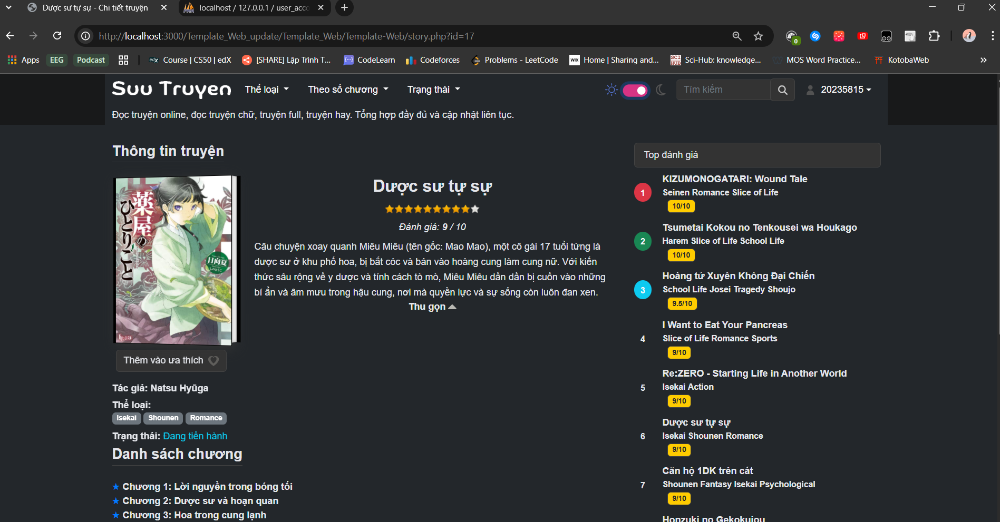 Dược sư tự sự - Chi tiết truyện
localhost / 127.0.0.1 / user_acco
http://localhost:3000/Template_Web_update/Template_Web/Template-Web/story.php?id=17
0
Apps EEG Podcast Course | CS50 | edX [SHARE] Lập Trình T... CodeLearn Codeforces Problems - LeetCode Home | Sharing and... Sci-Hub: knowledge... MOS Word Practice... KotobaWeb
Suu Truyen Thể loại Theo số chương Trạng thái Tìm kiếm 20235815
Đọc truyện online, đọc truyện chữ, truyện full, truyện hay. Tổng hợp đầy đủ và cập nhật liên tục.
Thông tin truyện
薬屋の
ひとりごと
日向夏
Dược sư tự sự
Đánh giá: 9 / 10
Câu chuyện xoay quanh Miêu Miêu (tên gốc: Mao Mao), một cô gái 17 tuổi từng là
dược sư ở khu phố hoa, bị bắt cóc và bán vào hoàng cung làm cung nữ. Với kiến
thức sâu rộng về y dược và tính cách tò mò, Miêu Miêu dần dần bị cuốn vào những
bí ẩn và âm mưu trong hậu cung, nơi mà quyền lực và sự sống còn luôn đan xen.
Thu gọn
Thêm vào ưa thích
Tác giả: Natsu Hyūga
Thể loại:
Isekai Shounen Romance
Trạng thái: Đang tiến hành
Danh sách chương
Chương 1: Lời nguyền trong bóng tối
Chương 2: Dược sư và hoạn quan
Chương 3: Hoa trong cung lạnh
Top đánh giá
1
KIZUMONOGATARI: Wound Tale
Seinen Romance Slice of Life
10/10
2
Tsumetai Kokou no Tenkousei wa Houkago
Harem Slice of Life School Life
10/10
3
Hoàng tử Xuyên Không Đại Chiến
School Life Josei Tragedy Shoujo
9.5/10
4
I Want to Eat Your Pancreas
Slice of Life Romance Sports
9/10
5
Re:ZERO - Starting Life in Another World
Isekai Action
9/10
6
Dược sư tự sự
Isekai Shounen Romance
9/10
7
Căn hộ 1DK trên cát
Shounen Fantasy Isekai Psychological
9/10
Honzuki no Gekokujou